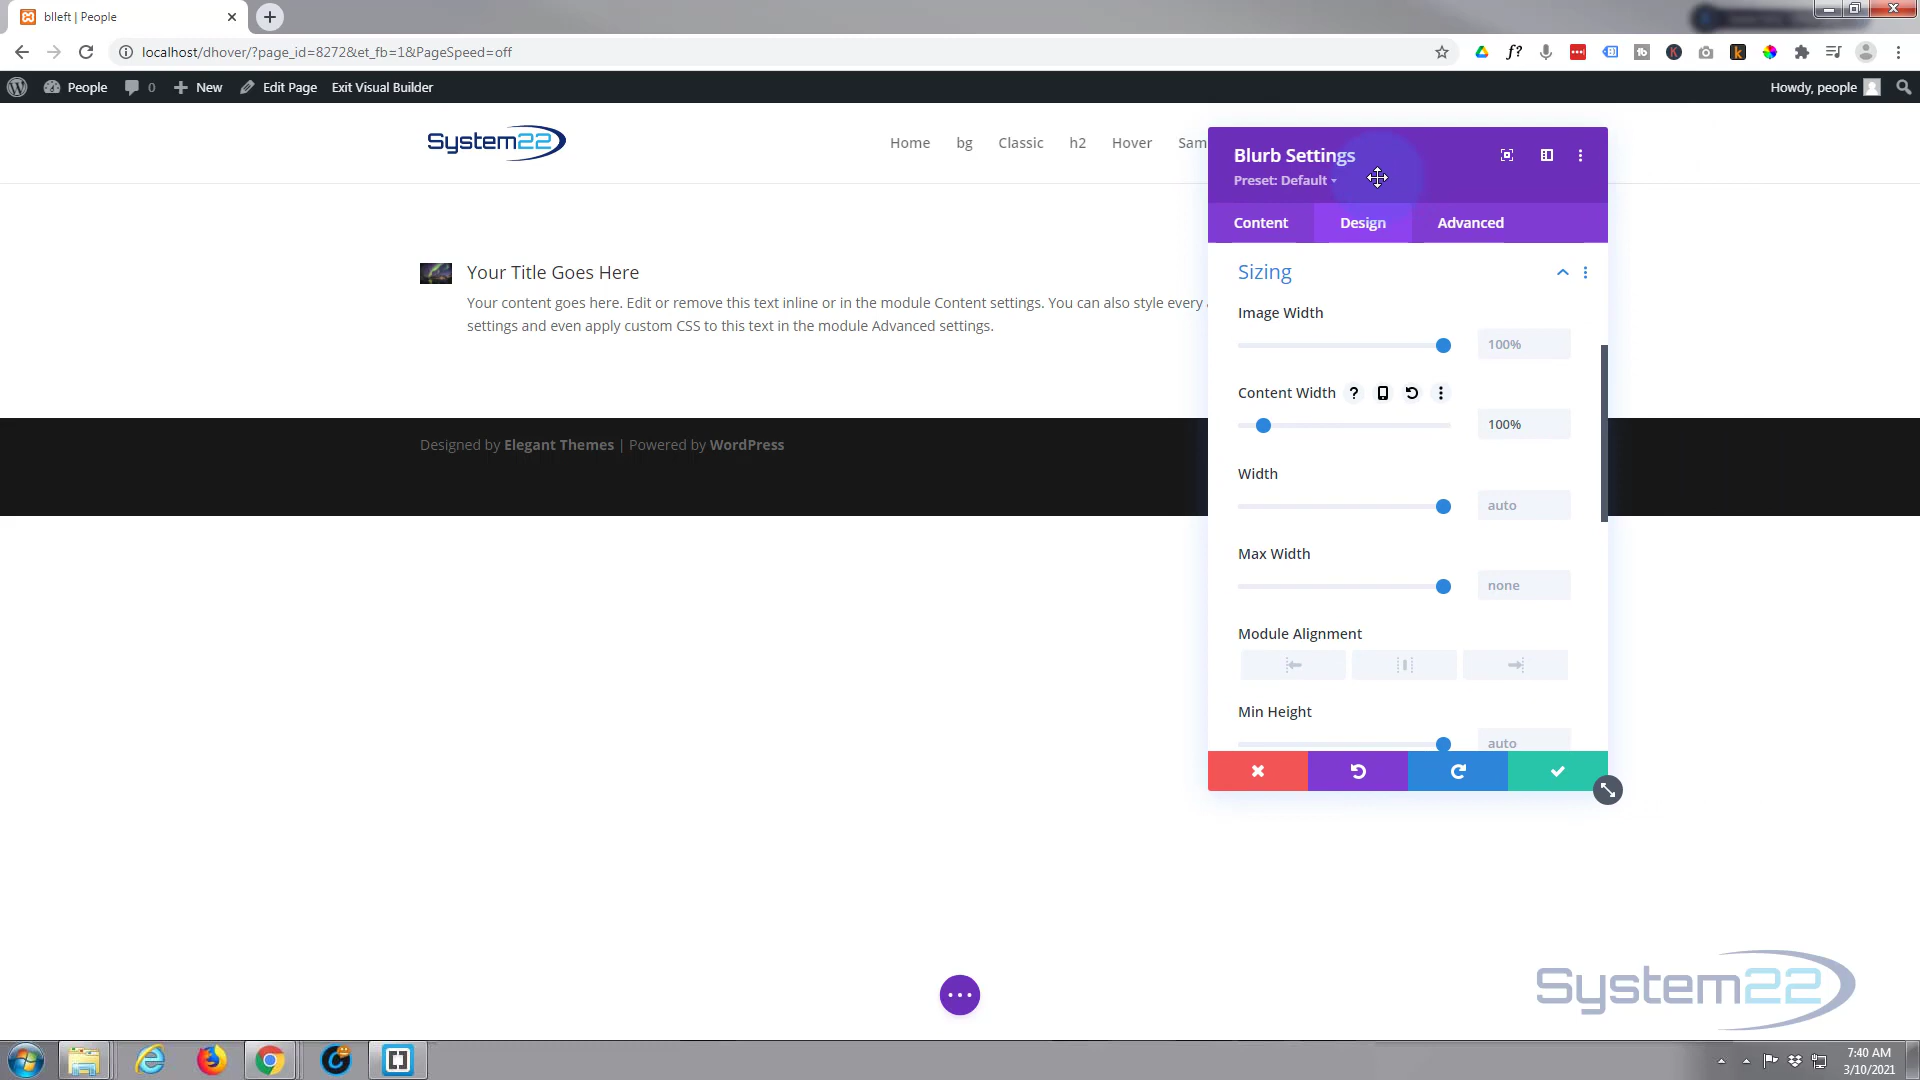 blleft | People
localhost/dhover/?page_id=8272&et_fb=1&PageSpeed=off
People 0 New Edit Page Exit Visual Builder Howdy, people
System22 Home bg Classic h2 Hover Sam
Blurb Settings
Preset: Default
Content Design Advanced
Sizing
Image Width
100%
Content Width ?
100%
Width
auto
Max Width
none
Module Alignment
Min Height
auto
Your Title Goes Here
Your content goes here. Edit or remove this text inline or in the module Content settings. You can also style every
settings and even apply custom CSS to this text in the module Advanced settings.
Designed by Elegant Themes | Powered by WordPress
System22
7:40 AM
3/10/2021